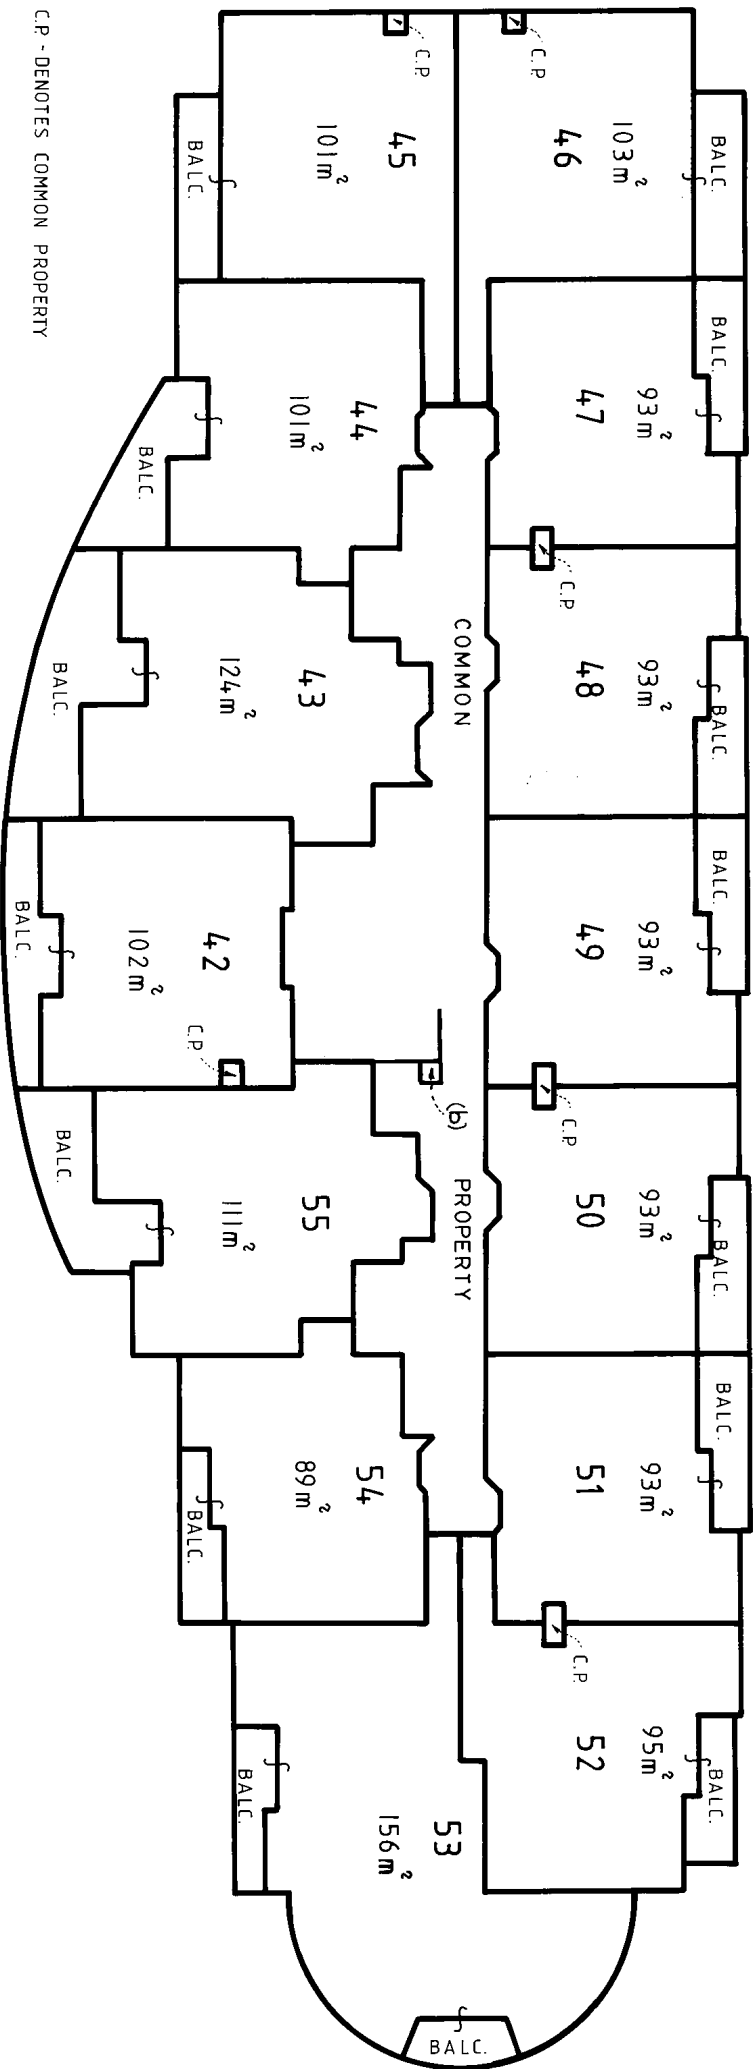 BALC.
103m²
46
C.P.
BALC.
93m²
47
C.P.
93m²
BALC.
48
BALC.
93m²
49
C.P.
93m²
BALC.
50
BALC.
93m²
51
C.P.
95m²
BALC.
52
C.P.
45
101m²
BALC.
44
101m²
BALC.
COMMON PROPERTY
43
124m²
BALC.
42
102m²
C.P.
BALC.
(b)
55
111m²
BALC.
54
89m²
BALC.
53
156m²
BALC.
BALC.
C.P. - DENOTES COMMON PROPERTY